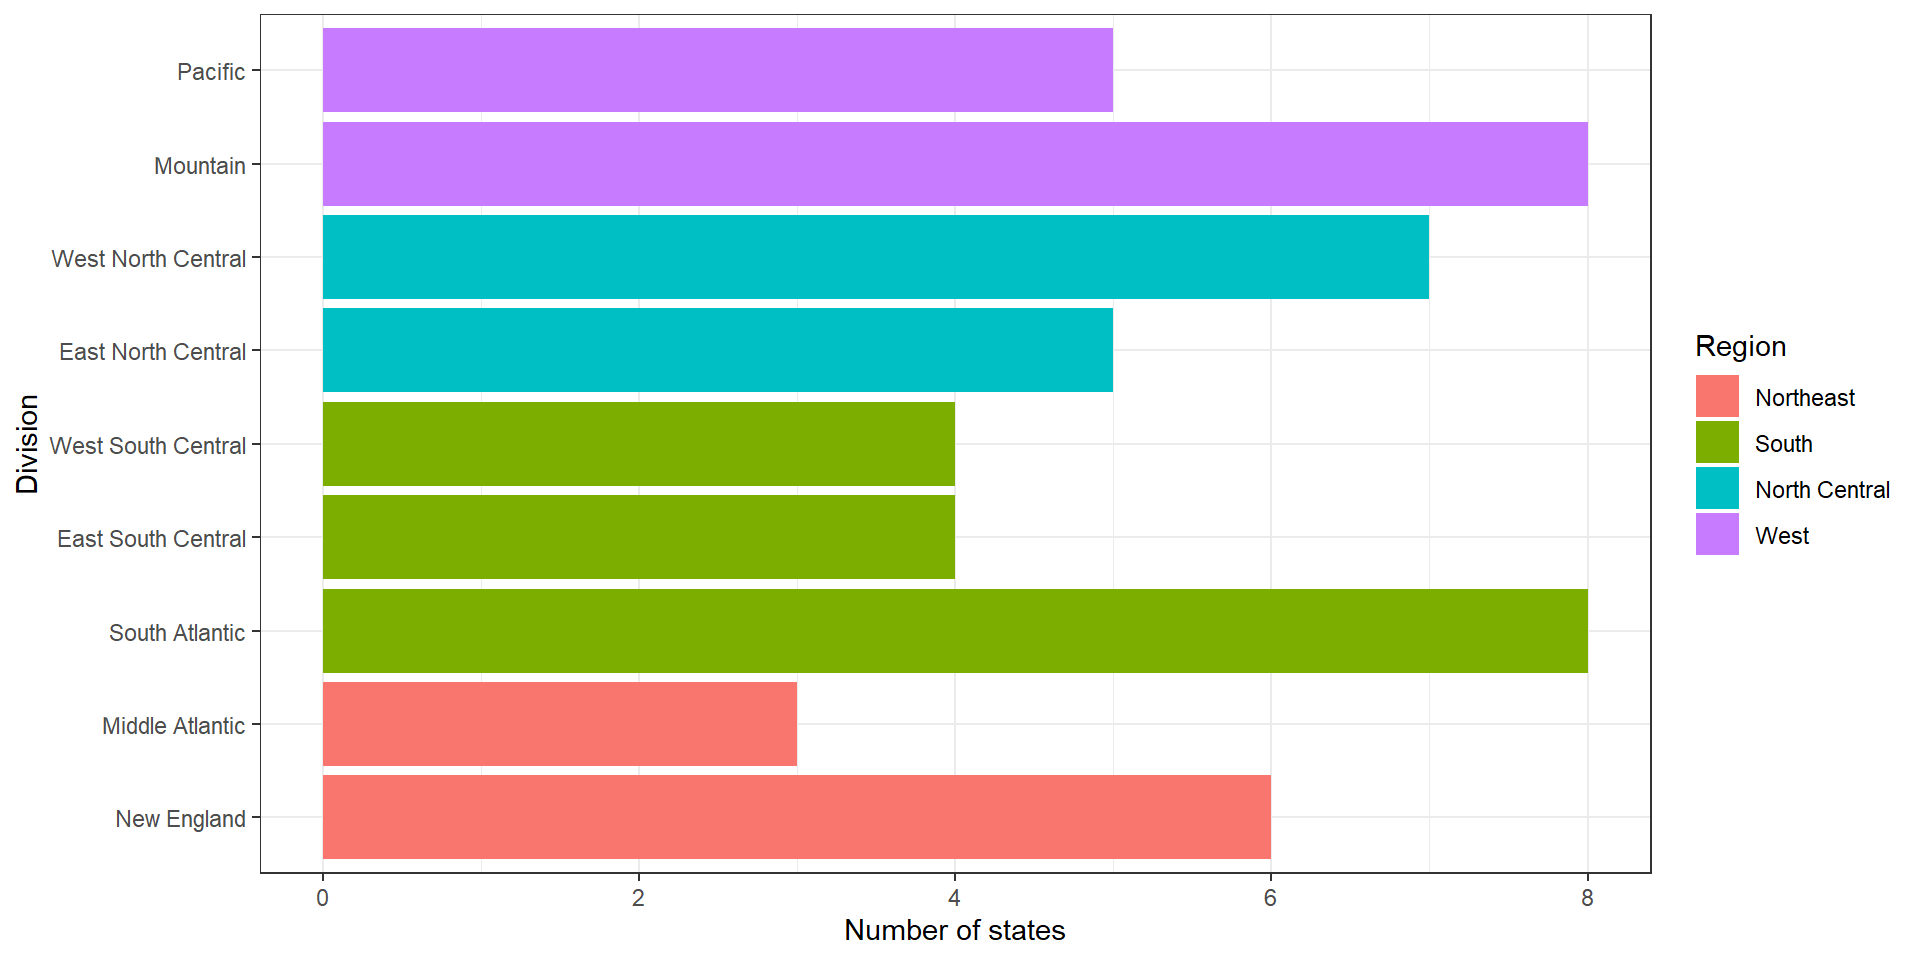 Pacific
Mountain
West North Central
East North Central
West South Central
East South Central
South Atlantic
Middle Atlantic
New England
Division
0 2 4 6 8
Number of states
Region
Northeast
South
North Central
West